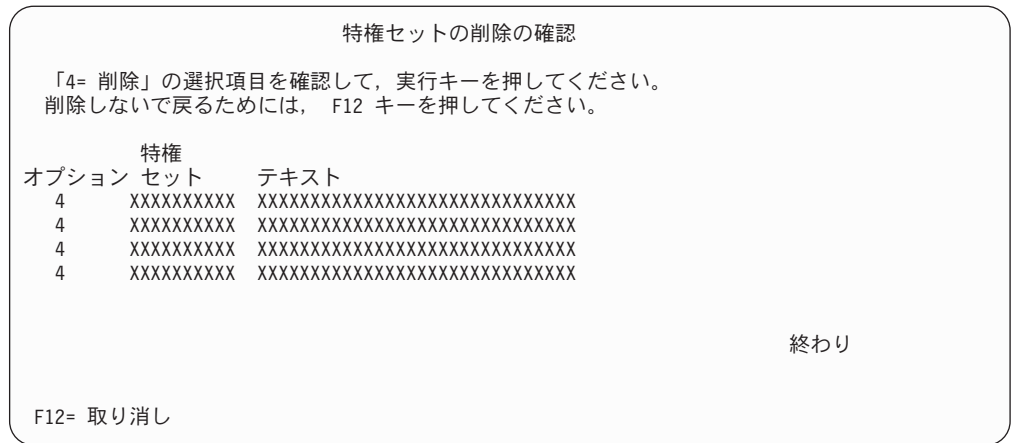 特権セットの削除の確認
「4= 削除」の選択項目を確認して, 実行キーを押してください。
削除しないで戻るためには, F12 キーを押してください。
特権
オプション セット テキスト
4 XXXXXXXXXX XXXXXXXXXXXXXXXXXXXXXXXXXXXXXX
4 XXXXXXXXXX XXXXXXXXXXXXXXXXXXXXXXXXXXXXXX
4 XXXXXXXXXX XXXXXXXXXXXXXXXXXXXXXXXXXXXXXX
4 XXXXXXXXXX XXXXXXXXXXXXXXXXXXXXXXXXXXXXXX
終わり
F12= 取り消し